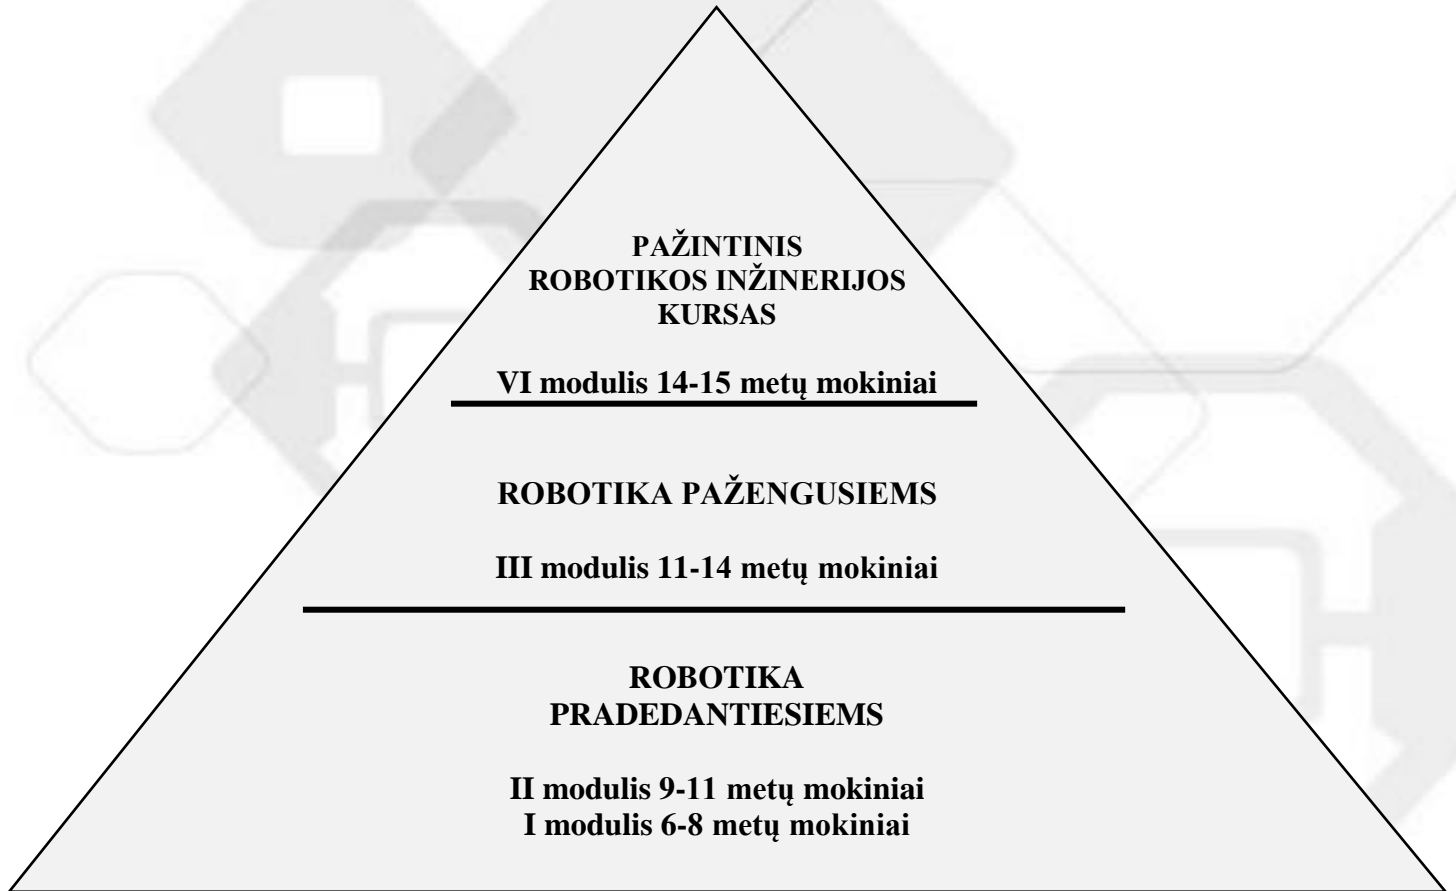 PAŽINTINIS
ROBOTIKOS INŽINERIJOS
KURSAS
VI modulis 14-15 metų mokiniai
ROBOTIKA PAŽENGUSIEMS
III modulis 11-14 metų mokiniai
ROBOTIKA
PRADEDANTIESIEMS
II modulis 9-11 metų mokiniai
I modulis 6-8 metų mokiniai